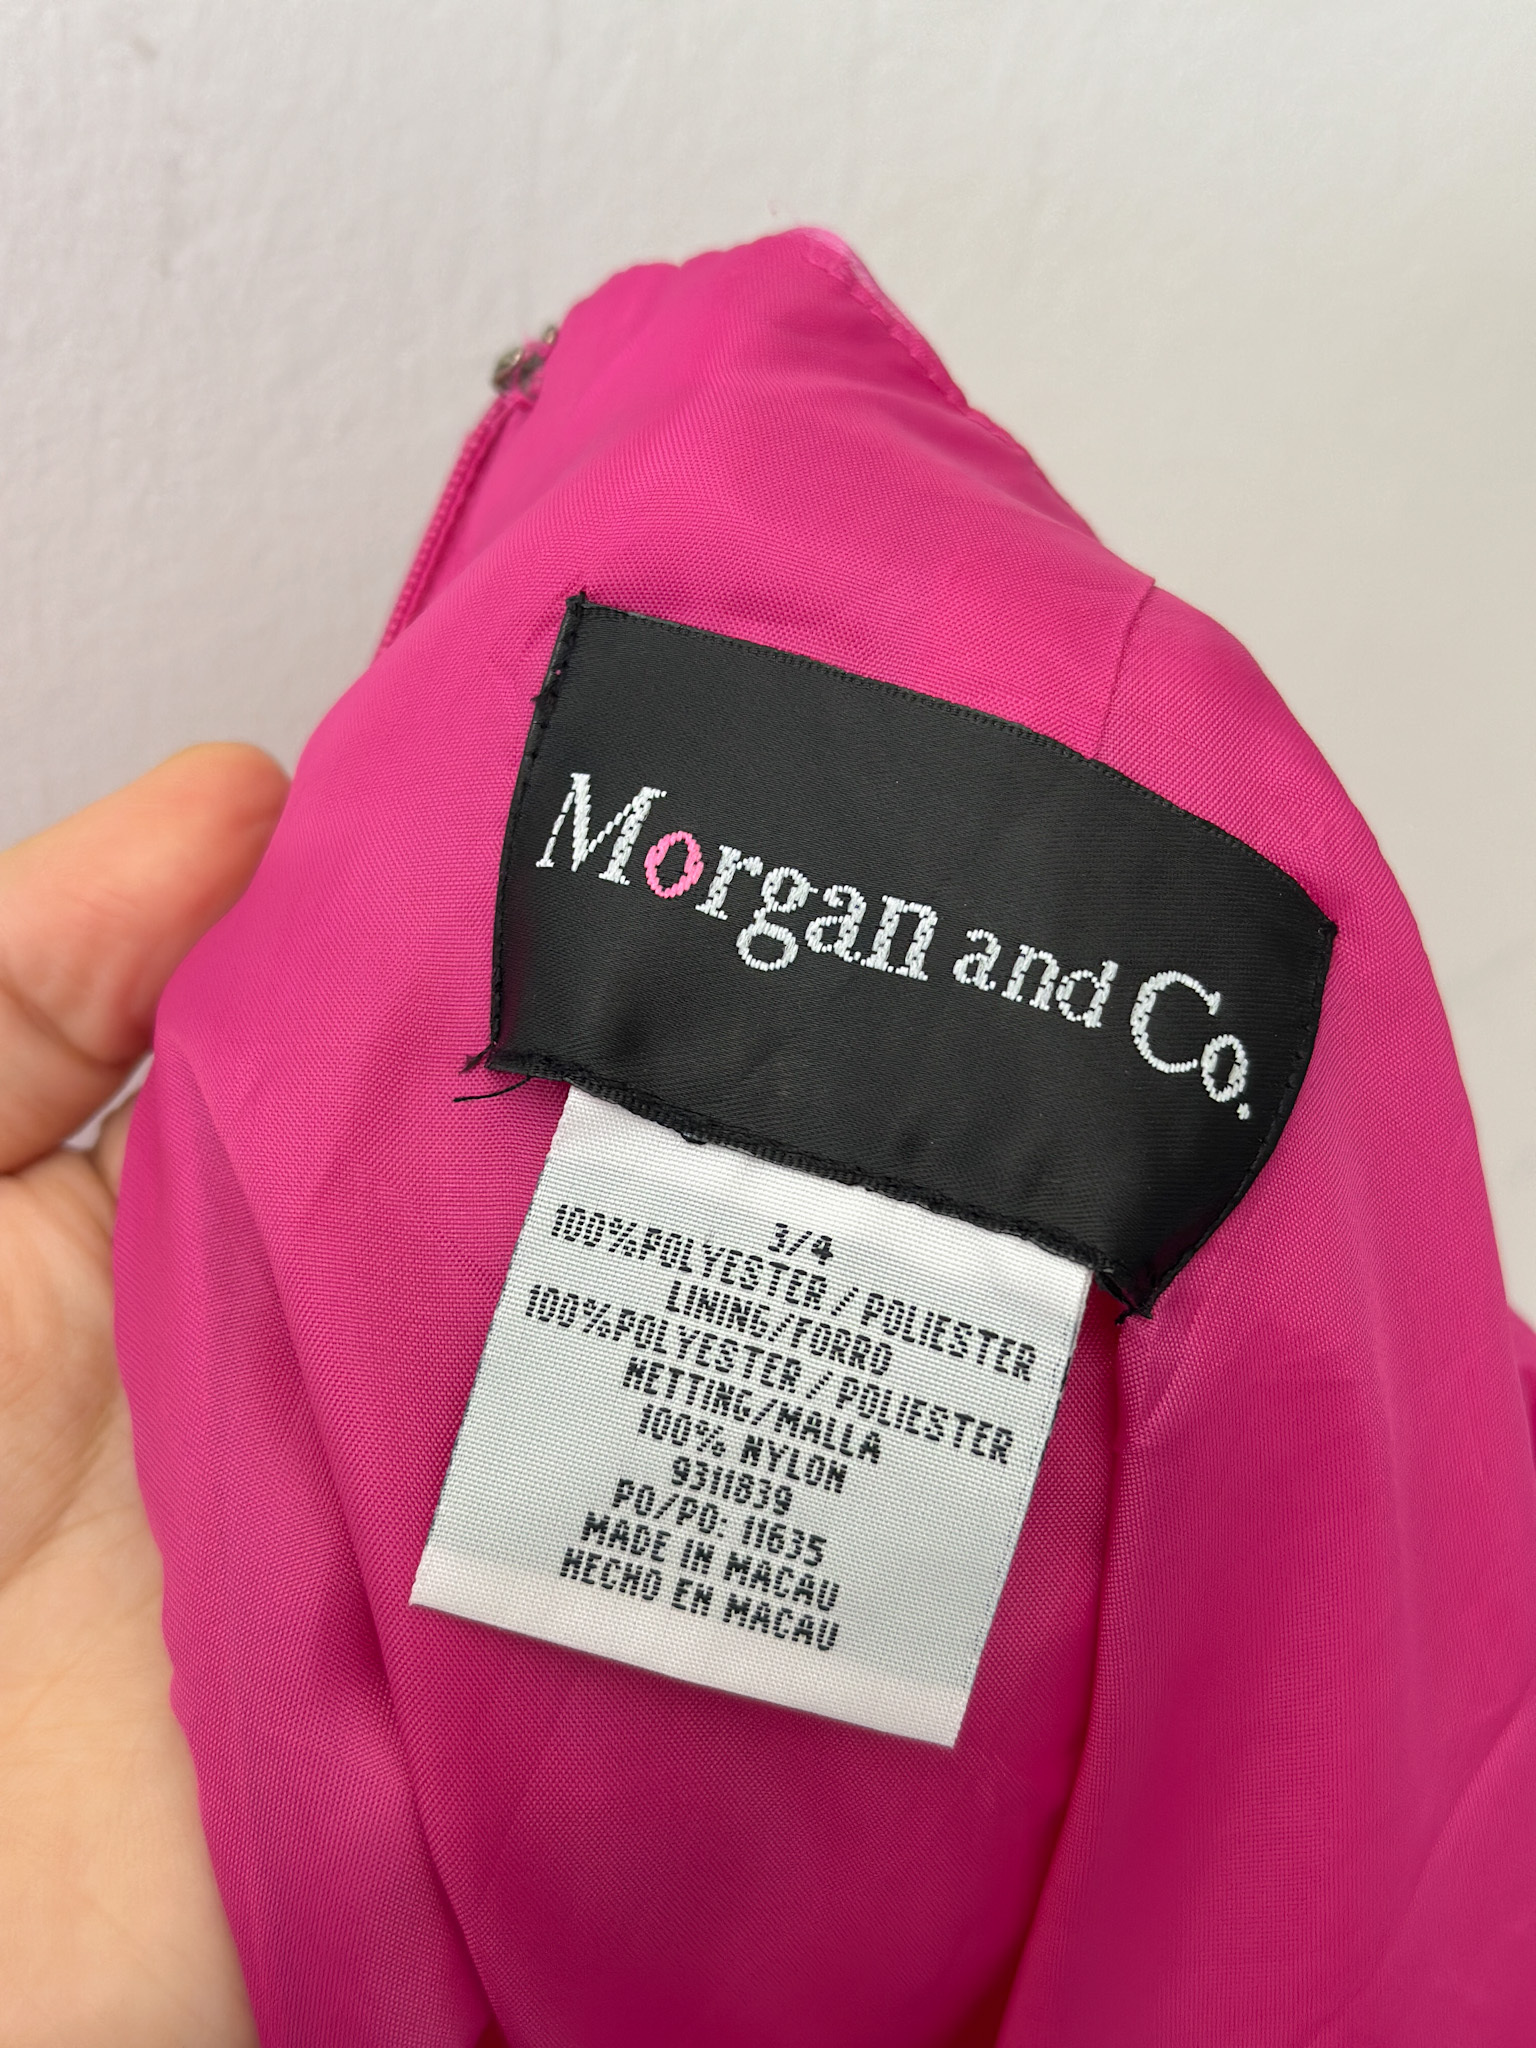 Morgan and Co.
3/4
100%POLYESTER / POLIESTER
LINING/FORRO
100%POLYESTER / POLIESTER
NETTING/MALLA
100% NYLON
9311839
PO/PO: 11635
MADE IN MACAU
HECHO EN MACAU